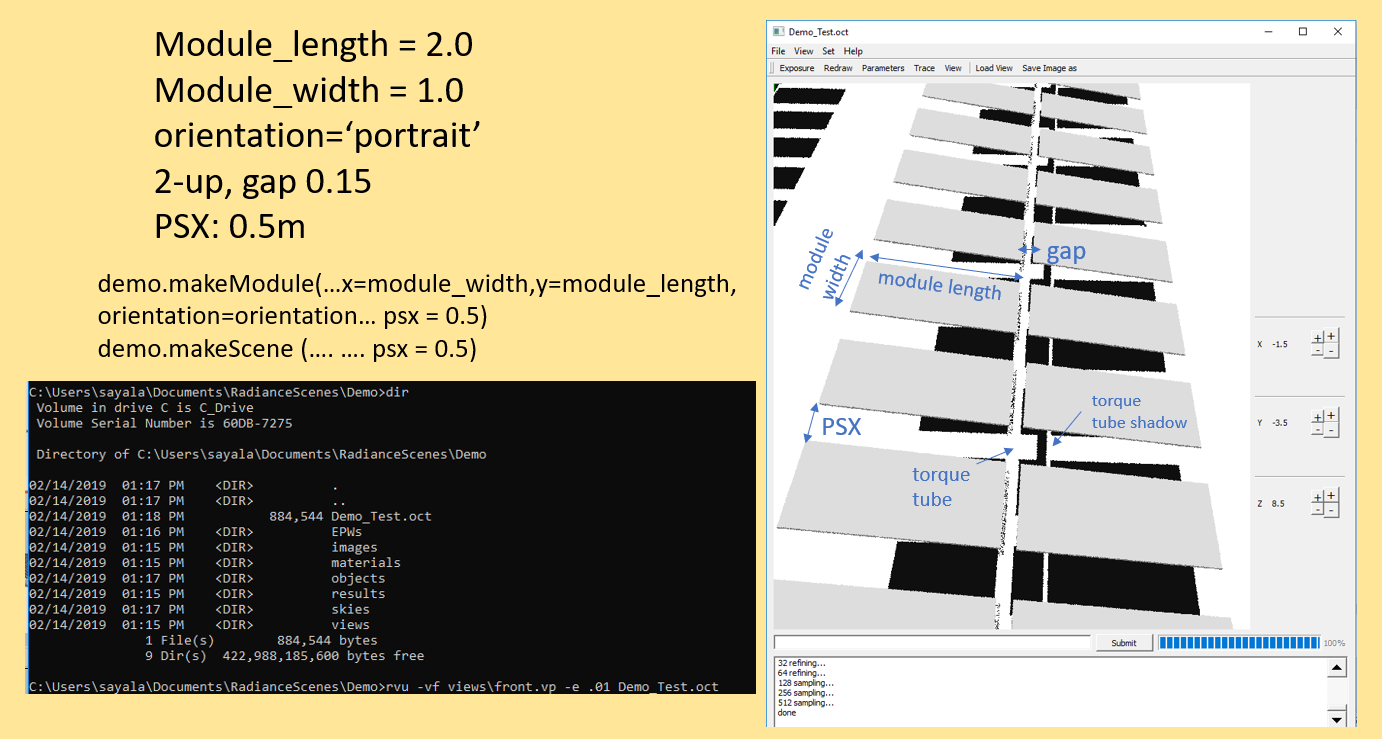 Module_length = 2.0
Module_width = 1.0
orientation=‘portrait’
2-up, gap 0.15
PSX: 0.5m
demo.makeModule(…x=module_width,y=module_length,
orientation=orientation… psx = 0.5)
demo.makeScene (…. …. psx = 0.5)
C:\Users\sayala\Documents\RadianceScenes\Demo>dir
Volume in drive C is C_Drive
Volume Serial Number is 60DB-7275
Directory of C:\Users\sayala\Documents\RadianceScenes\Demo
02/14/2019 01:17 PM <DIR> .
02/14/2019 01:17 PM <DIR> ..
02/14/2019 01:18 PM 884,544 Demo_Test.oct
02/14/2019 01:16 PM <DIR> EPWs
02/14/2019 01:15 PM <DIR> images
02/14/2019 01:15 PM <DIR> materials
02/14/2019 01:17 PM <DIR> objects
02/14/2019 01:15 PM <DIR> results
02/14/2019 01:17 PM <DIR> skies
02/14/2019 01:15 PM <DIR> views
1 File(s) 884,544 bytes
9 Dir(s) 422,988,185,600 bytes free
C:\Users\sayala\Documents\RadianceScenes\Demo>rvu -vf views\front.vp -e .01 Demo_Test.oct
Demo_Test.oct
File View Set Help
Exposure Redraw Parameters Trace View Load View Save Image as
module
width
module length
gap
PSX
torque
tube shadow
torque
tube
X -1.5 + + - -
Y -3.5 + + - -
Z 8.5 + + - -
Submit 100%
32 refining...
64 refining...
128 sampling...
256 sampling...
512 sampling...
done